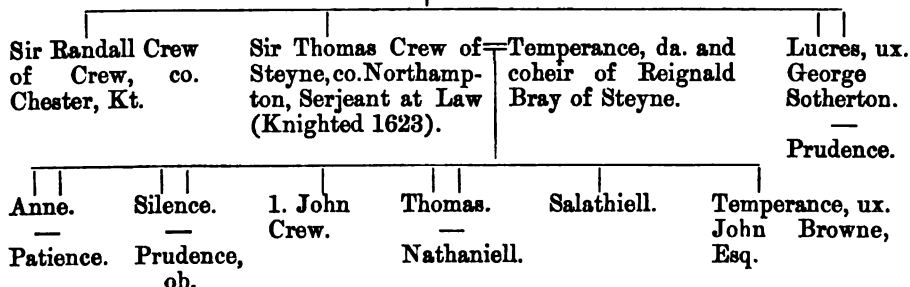 Sir Randall Crew
of Crew, co.
Chester, Kt.
Sir Thomas Crew of
Steyne, co. Northamp-
ton, Serjeant at Law
(Knighted 1623).
Temperance, da. and
coheir of Reignald
Bray of Steyne.
Lucres, ux.
George
Sotherton.
—
Prudence.
Anne.
—
Patience.
Silence.
—
Prudence,
ob.
1. John
Crew.
Thomas.
—
Nathaniell.
Salathiell.
Temperance, ux.
John Browne,
Esq.